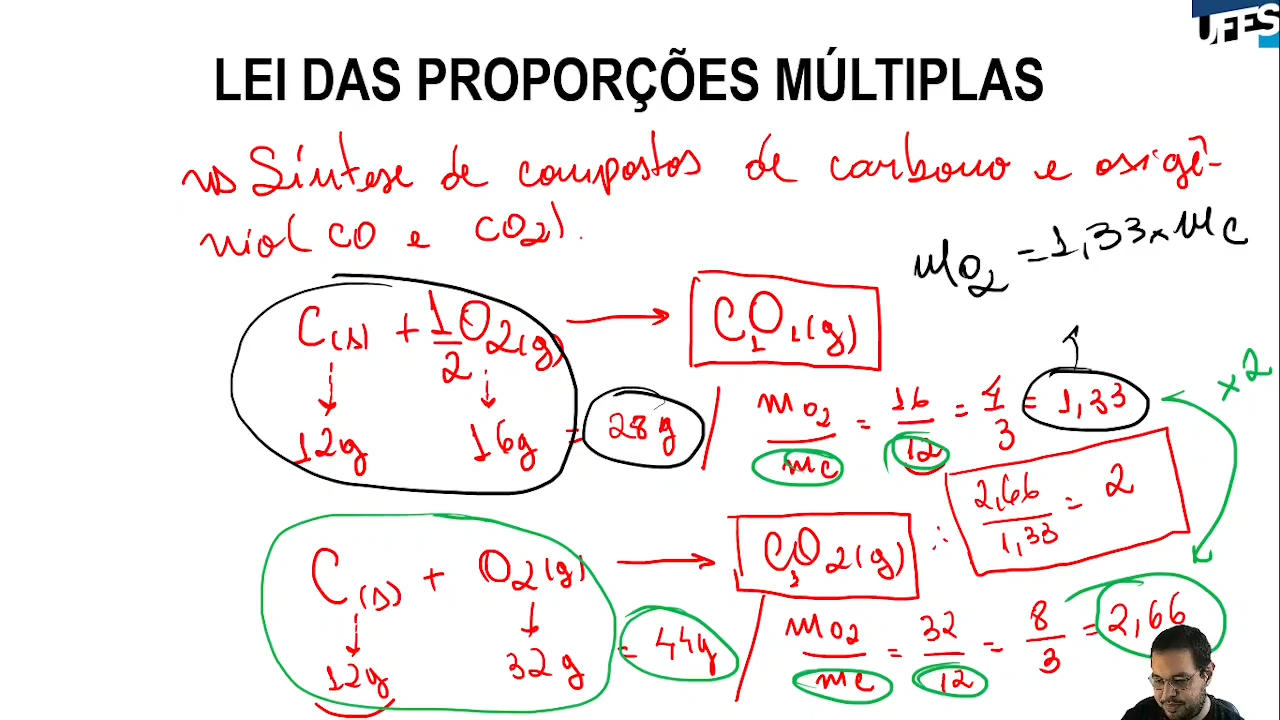 UFES
LEI DAS PROPORÇÕES MÚLTIPLAS
Síntese de compostos de carbono e oxigê-
nio( CO e CO2).
mO2 = 1,33 x mC
C(s) + 1/2 O2(g) → C1O1(g)
12g 16g = 28g
mO2/mC = 16/12 = 4/3 = 1,33
x2
∴ 2,66/1,33 = 2
C(s) + O2(g) → C1O2(g)
12g 32g = 44g
mO2/mC = 32/12 = 8/3 = 2,66